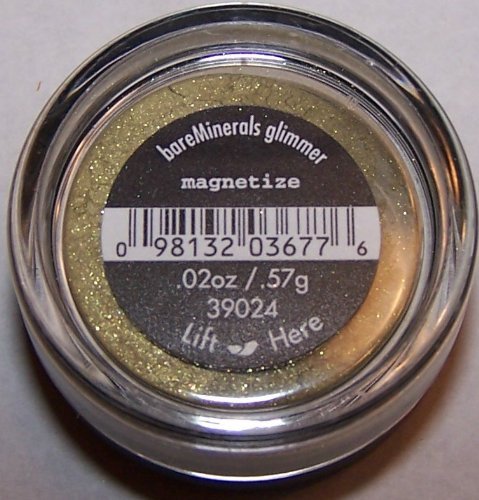 bareMinerals glimmer
magnetize
0 98132 03677 6
.02oz / .57g
39024
Lift Here